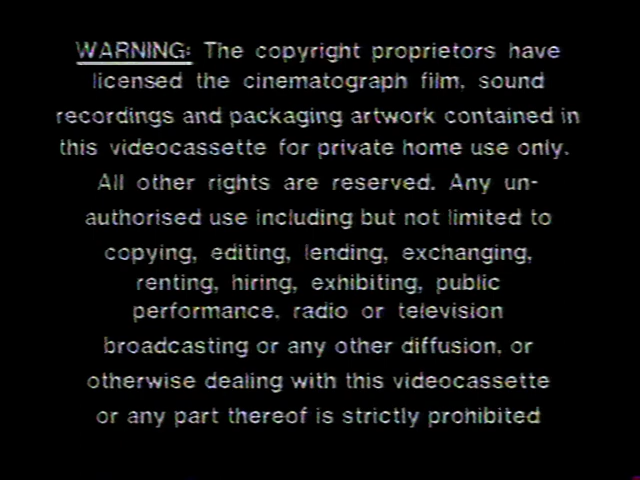 WARNING: The copyright proprietors have
licensed the cinematograph film, sound
recordings and packaging artwork contained in
this videocassette for private home use only.
All other rights are reserved. Any un-
authorised use including but not limited to
copying, editing, lending, exchanging,
renting, hiring, exhibiting, public
performance, radio or television
broadcasting or any other diffusion, or
otherwise dealing with this videocassette
or any part thereof is strictly prohibited